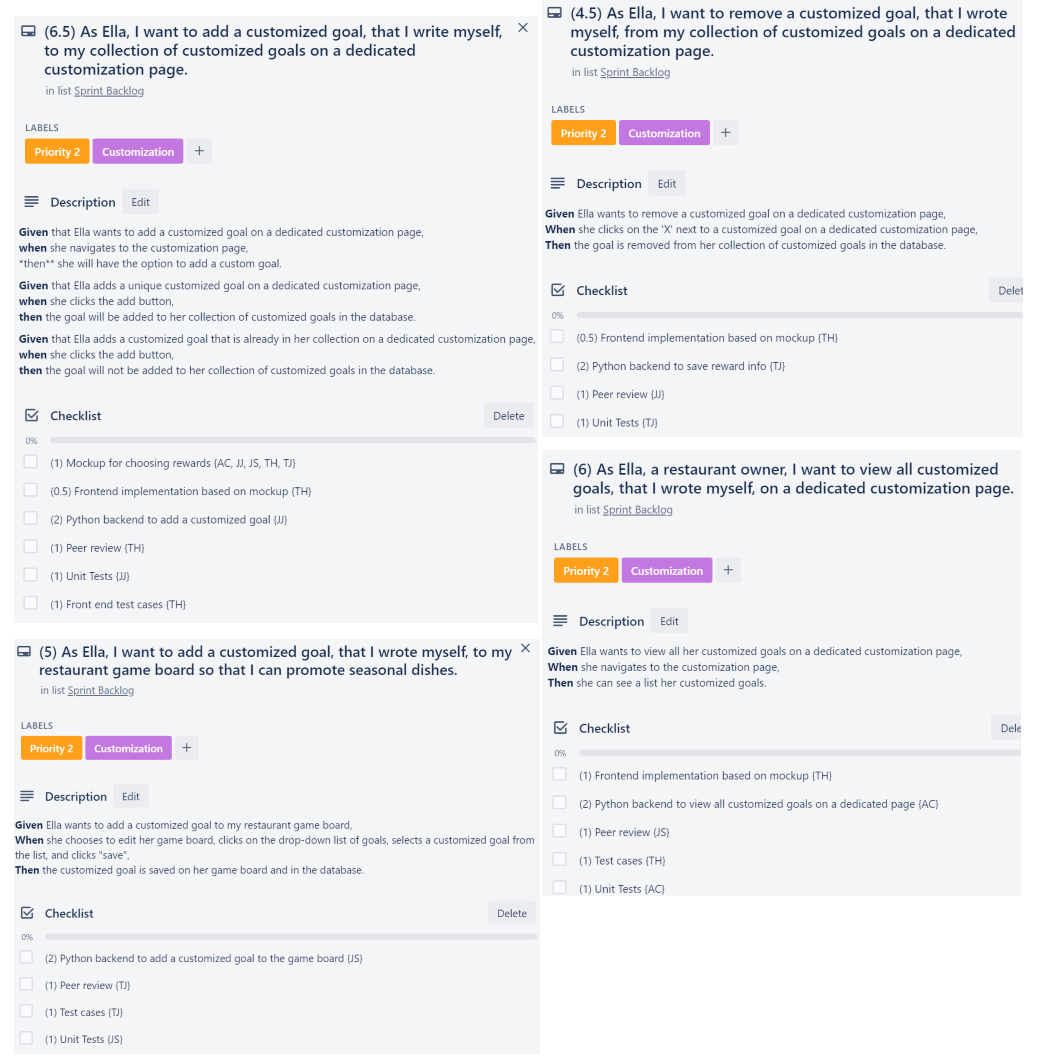 (6.5) As Ella, I want to add a customized goal, that I write myself,
to my collection of customized goals on a dedicated
customization page.
in list Sprint Backlog
LABELS
Priority 2 Customization +
Description Edit
Given that Ella wants to add a customized goal on a dedicated customization page,
when she navigates to the customization page,
*then** she will have the option to add a custom goal.
Given that Ella adds a unique customized goal on a dedicated customization page,
when she clicks the add button,
then the goal will be added to her collection of customized goals in the database.
Given that Ella adds a customized goal that is already in her collection on a dedicated customization page,
when she clicks the add button,
then the goal will not be added to her collection of customized goals in the database.
Checklist Delete
0%
(1) Mockup for choosing rewards {AC, JJ, JS, TH, TJ}
(0.5) Frontend implementation based on mockup {TH}
(2) Python backend to add a customized goal {JJ}
(1) Peer review {TH}
(1) Unit Tests {JJ}
(1) Front end test cases {TH}
(5) As Ella, I want to add a customized goal, that I wrote myself, to my
restaurant game board so that I can promote seasonal dishes.
in list Sprint Backlog
LABELS
Priority 2 Customization +
Description Edit
Given Ella wants to add a customized goal to my restaurant game board,
When she chooses to edit her game board, clicks on the drop-down list of goals, selects a customized goal from
the list, and clicks "save",
Then the customized goal is saved on her game board and in the database.
Checklist Delete
0%
(2) Python backend to add a customized goal to the game board {JS}
(1) Peer review {TJ}
(1) Test cases {TJ}
(1) Unit Tests {JS}
(4.5) As Ella, I want to remove a customized goal, that I wrote
myself, from my collection of customized goals on a dedicated
customization page.
in list Sprint Backlog
LABELS
Priority 2 Customization +
Description Edit
Given Ella wants to remove a customized goal on a dedicated customization page,
When she clicks on the 'X' next to a customized goal on a dedicated customization page,
Then the goal is removed from her collection of customized goals in the database.
Checklist Delet
0%
(0.5) Frontend implementation based on mockup {TH}
(2) Python backend to save reward info {TJ}
(1) Peer review {JJ}
(1) Unit Tests {TJ}
(6) As Ella, a restaurant owner, I want to view all customized
goals, that I wrote myself, on a dedicated customization page.
in list Sprint Backlog
LABELS
Priority 2 Customization +
Description Edit
Given Ella wants to view all her customized goals on a dedicated customization page,
When she navigates to the customization page,
Then she can see a list her customized goals.
Checklist Dele
0%
(1) Frontend implementation based on mockup {TH}
(2) Python backend to view all customized goals on a dedicated page {AC}
(1) Peer review {JS}
(1) Test cases {TH}
(1) Unit Tests {AC}